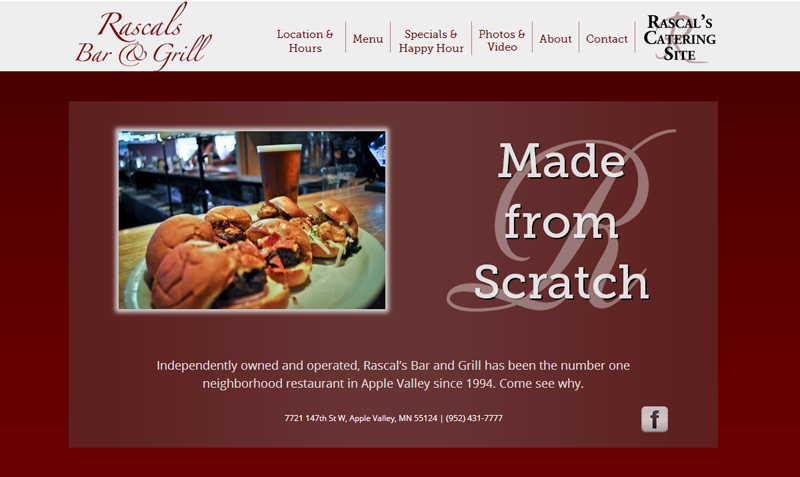 Rascals
Bar & Grill
Location &
Hours
Menu
Specials &
Happy Hour
Photos &
Video
About
Contact
R
Rascal's
Catering
Site
R
Made
from
Scratch
Independently owned and operated, Rascal's Bar and Grill has been the number one
neighborhood restaurant in Apple Valley since 1994. Come see why.
7721 147th St W, Apple Valley, MN 55124 | (952) 431-7777
f